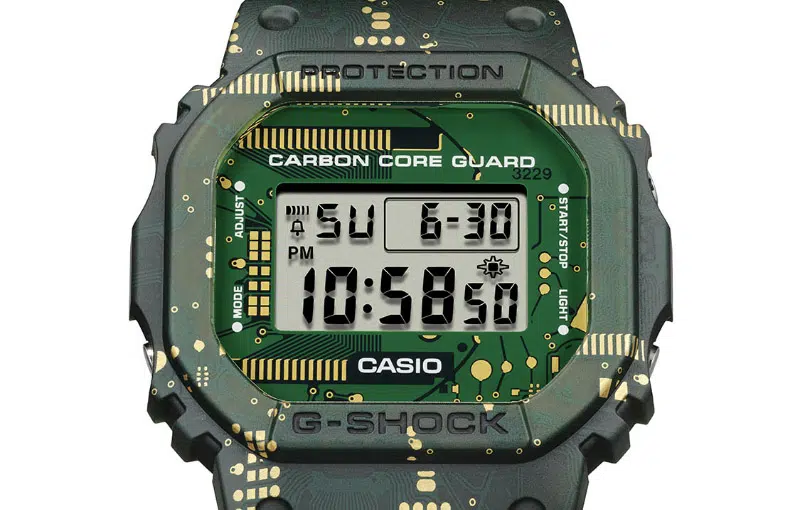 PROTECTION
CARBON CORE GUARD
3229
ADJUST
START/STOP
SU 6-30
PM
10:58 50
MODE
LIGHT
CASIO
G-SHOCK